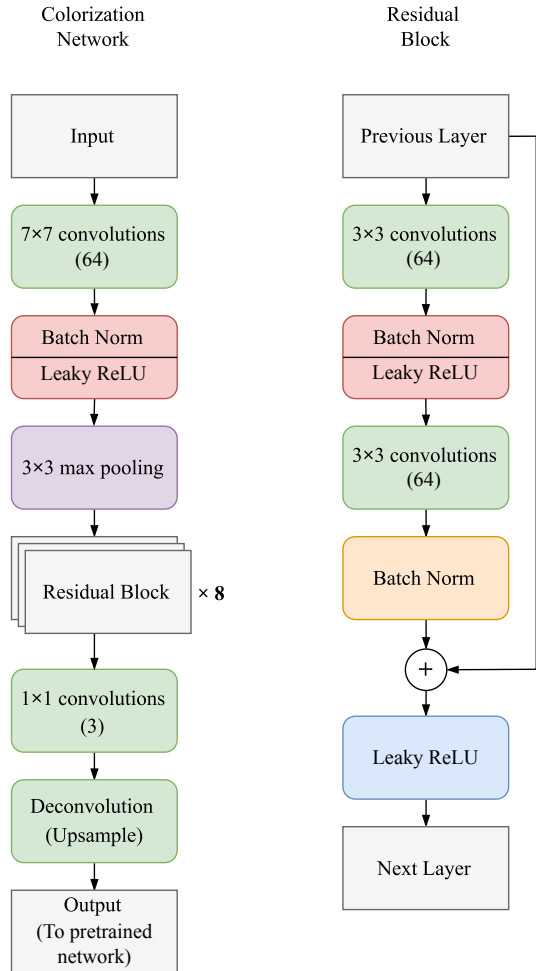 Colorization
Network
Input
7×7 convolutions
(64)
Batch Norm
Leaky ReLU
3×3 max pooling
Residual Block
× 8
1×1 convolutions
(3)
Deconvolution
(Upsample)
Output
(To pretrained
network)
Residual
Block
Previous Layer
3×3 convolutions
(64)
Batch Norm
Leaky ReLU
3×3 convolutions
(64)
Batch Norm
+
Leaky ReLU
Next Layer